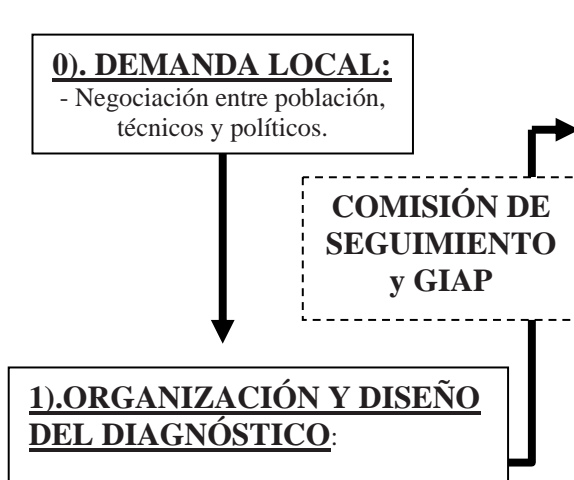 0). DEMANDA LOCAL:
- Negociación entre población,
técnicos y políticos.
COMISIÓN DE
SEGUIMIENTO
y GIAP
1).ORGANIZACIÓN Y DISEÑO
DEL DIAGNÓSTICO: